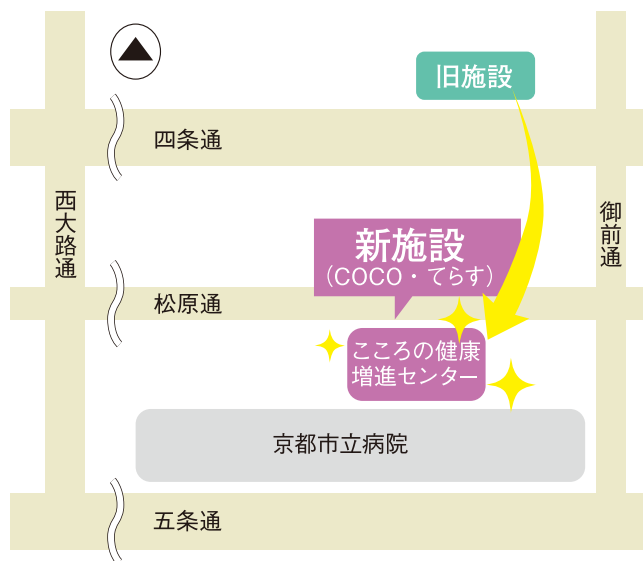 旧施設
四条通
西大路通
御前通
新施設
（COCO・てらす）
松原通
こころの健康
増進センター
京都市立病院
五条通